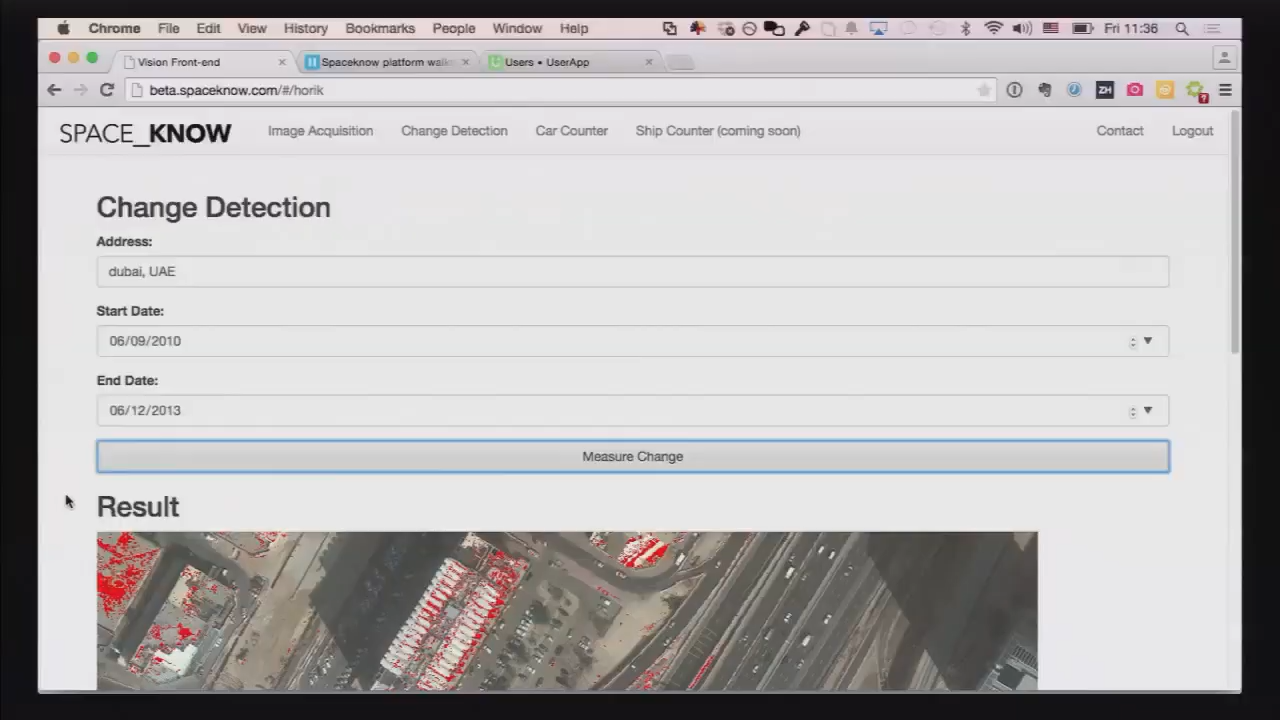 Chrome File Edit View History Bookmarks People Window Help Fri 11:36
Vision Front-end Spaceknow platform walk Users • UserApp
beta.spaceknow.com/#/horik
ZH
SPACE_KNOW Image Acquisition Change Detection Car Counter Ship Counter (coming soon) Contact Logout
Change Detection
Address:
dubai, UAE
Start Date:
06/09/2010
End Date:
06/12/2013
Measure Change
Result